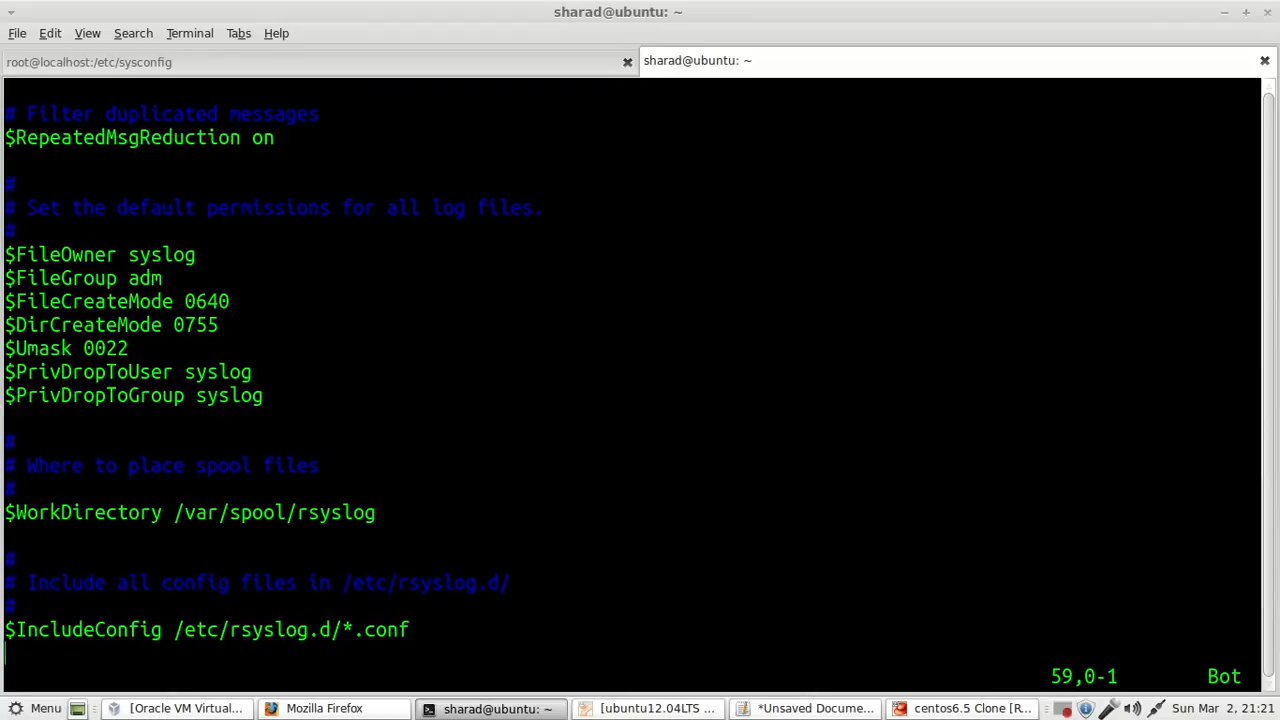 sharad@ubuntu: ~
File Edit View Search Terminal Tabs Help
root@localhost:/etc/sysconfig
sharad@ubuntu: ~
# Filter duplicated messages
$RepeatedMsgReduction on
#
# Set the default permissions for all log files.
#
$FileOwner syslog
$FileGroup adm
$FileCreateMode 0640
$DirCreateMode 0755
$Umask 0022
$PrivDropToUser syslog
$PrivDropToGroup syslog
#
# Where to place spool files
#
$WorkDirectory /var/spool/rsyslog
#
# Include all config files in /etc/rsyslog.d/
#
$IncludeConfig /etc/rsyslog.d/*.conf
59,0-1 Bot
Menu [Oracle VM Virtual... Mozilla Firefox sharad@ubuntu: ~ [ubuntu12.04LTS ... *Unsaved Docume... centos6.5 Clone [R... Sun Mar 2, 21:21